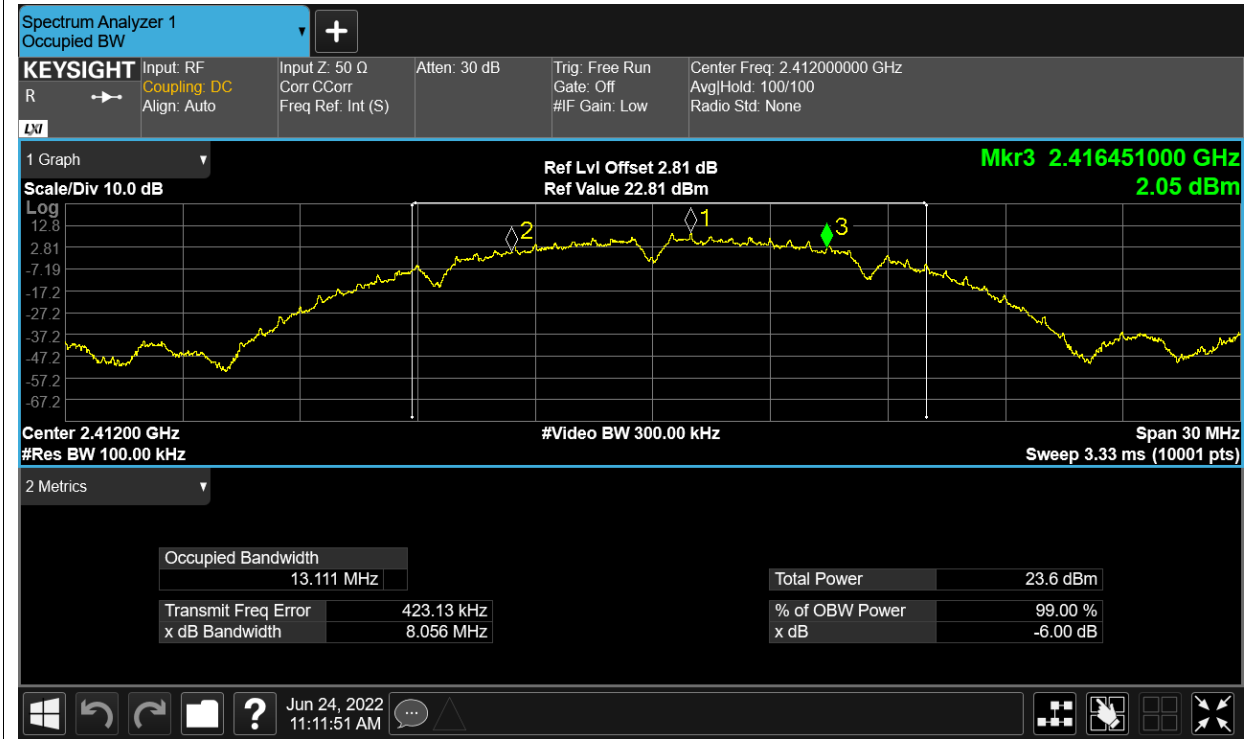 Spectrum Analyzer 1
Occupied BW
KEYSIGHT
R
LXI
Input: RF
Coupling: DC
Align: Auto
Input Z: 50 Ω
Corr CCorr
Freq Ref: Int (S)
Atten: 30 dB
Trig: Free Run
Gate: Off
#IF Gain: Low
Center Freq: 2.412000000 GHz
Avg|Hold: 100/100
Radio Std: None
1 Graph
Scale/Div 10.0 dB
Ref Lvl Offset 2.81 dB
Ref Value 22.81 dBm
Mkr3 2.416451000 GHz
2.05 dBm
Log
12.8
2.81
-7.19
-17.2
-27.2
-37.2
-47.2
-57.2
-67.2
2
1
3
Center 2.41200 GHz
#Video BW 300.00 kHz
Span 30 MHz
#Res BW 100.00 kHz
Sweep 3.33 ms (10001 pts)
2 Metrics
Occupied Bandwidth
13.111 MHz
Total Power 23.6 dBm
Transmit Freq Error 423.13 kHz
% of OBW Power 99.00 %
x dB Bandwidth 8.056 MHz
x dB -6.00 dB
?
Jun 24, 2022
11:11:51 AM